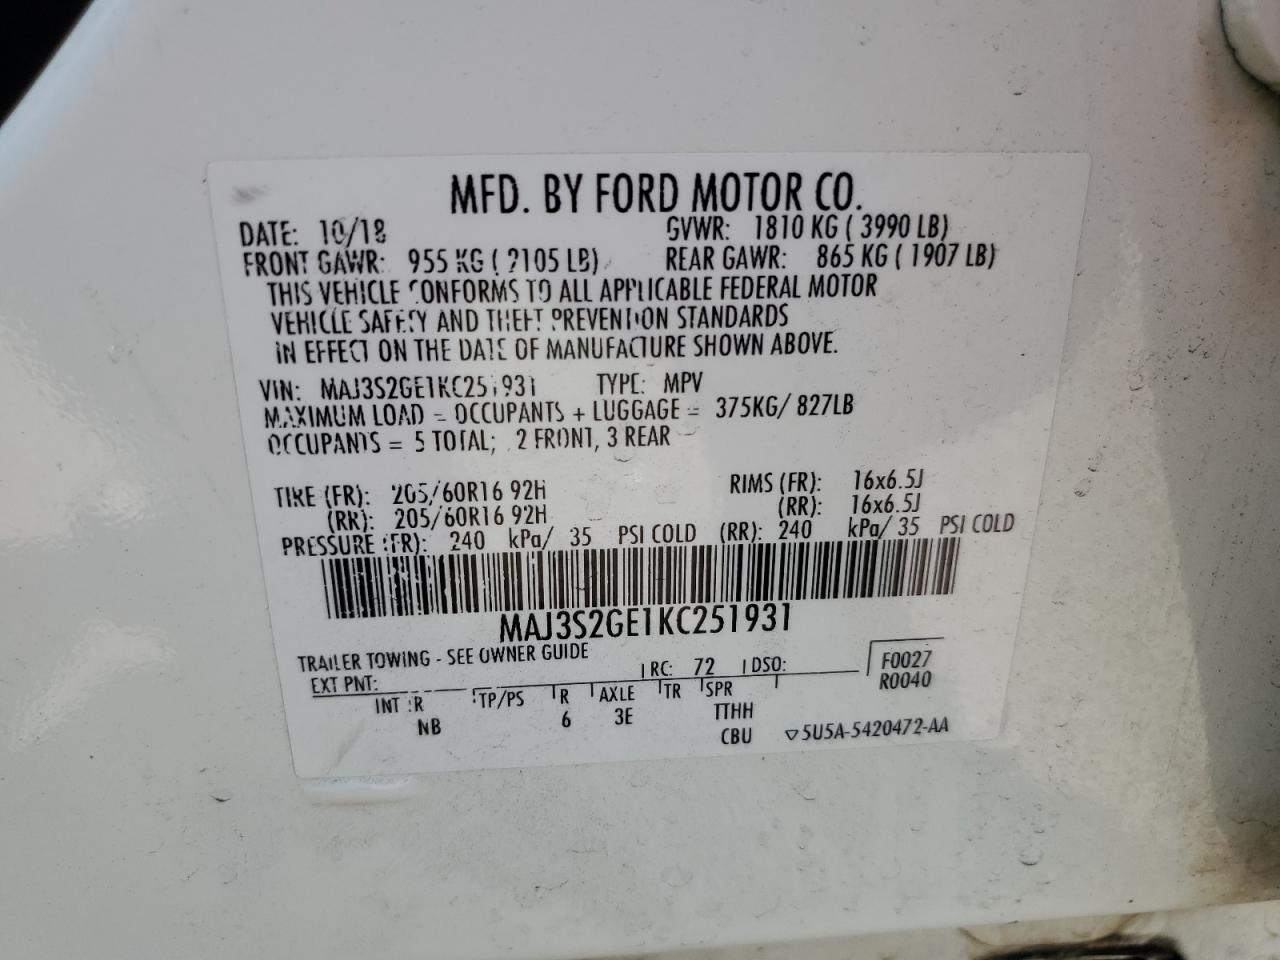 MFD. BY FORD MOTOR CO.
DATE: 10/18 GVWR: 1810 KG ( 3990 LB)
FRONT GAWR: 955 KG ( 2105 LB) REAR GAWR: 865 KG ( 1907 LB)
THIS VEHICLE CONFORMS TO ALL APPLICABLE FEDERAL MOTOR
VEHICLE SAFETY AND THEFT PREVENTION STANDARDS
IN EFFECT ON THE DATE OF MANUFACTURE SHOWN ABOVE.
VIN: MAJ3S2GE1KC251931 TYPE: MPV
MAXIMUM LOAD = OCCUPANTS + LUGGAGE = 375KG/ 827LB
OCCUPANTS = 5 TOTAL; 2 FRONT, 3 REAR
TIRE (FR): 205/60R16 92H RIMS (FR): 16x6.5J
(RR): 205/60R16 92H (RR): 16x6.5J
PRESSURE (FR): 240 kPa/ 35 PSI COLD (RR): 240 kPa/ 35 PSI COLD
MAJ3S2GE1KC251931
TRAILER TOWING - SEE OWNER GUIDE
EXT PNT: RC: 72 DSO: F0027
R0040
INT TR TP/PS R AXLE TR SPR
NB 6 3E TTHH
CBU ▽5U5A-5420472-AA